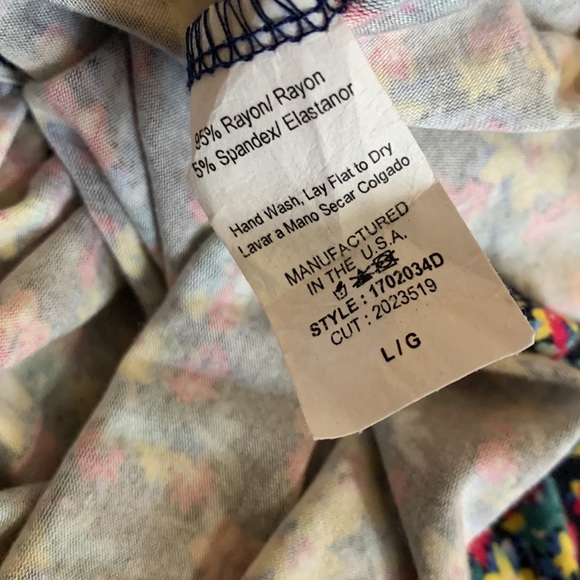 95% Rayon/ Rayon
5% Spandex/ Elastanor
Hand Wash, Lay Flat to Dry
Lavar a Mano Secar Colgado
MANUFACTURED
IN THE U.S.A.
STYLE : 1702034D
CUT : 2023519
L / G